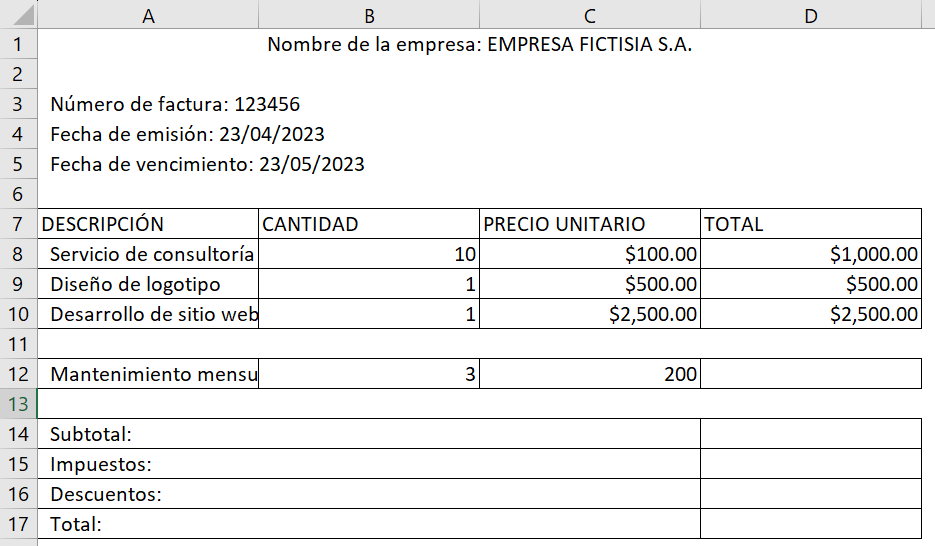 A B C D
1 Nombre de la empresa: EMPRESA FICTISIA S.A.
2
3 Número de factura: 123456
4 Fecha de emisión: 23/04/2023
5 Fecha de vencimiento: 23/05/2023
6
7 DESCRIPCIÓN CANTIDAD PRECIO UNITARIO TOTAL
8 Servicio de consultoría 10 $100.00 $1,000.00
9 Diseño de logotipo 1 $500.00 $500.00
10 Desarrollo de sitio web 1 $2,500.00 $2,500.00
11
12 Mantenimiento mensu 3 200
13
14 Subtotal:
15 Impuestos:
16 Descuentos:
17 Total: